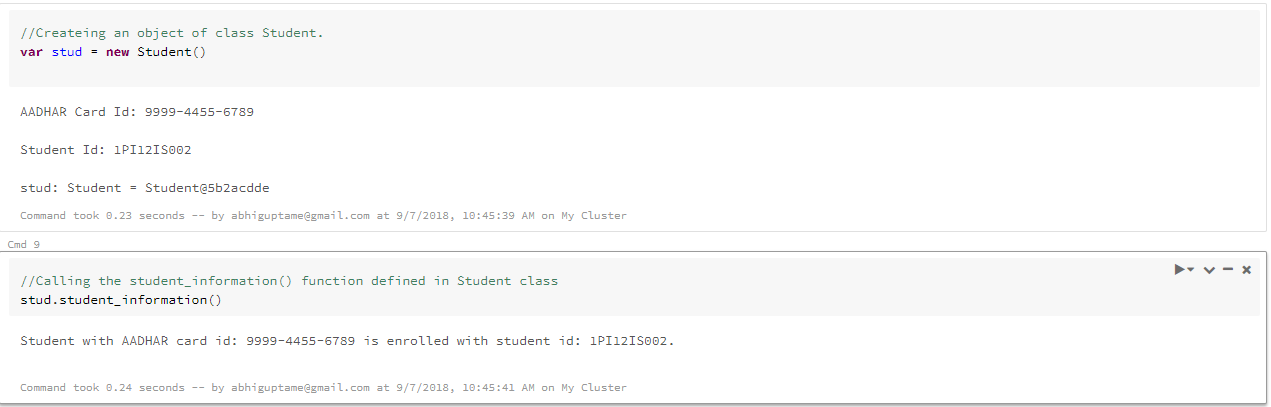 //Createing an object of class Student.
var stud = new Student()
AADHAR Card Id: 9999-4455-6789
Student Id: 1PI12IS002
stud: Student = Student@5b2acdde
Command took 0.23 seconds -- by abhiguptame@gmail.com at 9/7/2018, 10:45:39 AM on My Cluster
Cmd 9
//Calling the student_information() function defined in Student class
stud.student_information()
Student with AADHAR card id: 9999-4455-6789 is enrolled with student id: 1PI12IS002.
Command took 0.24 seconds -- by abhiguptame@gmail.com at 9/7/2018, 10:45:41 AM on My Cluster